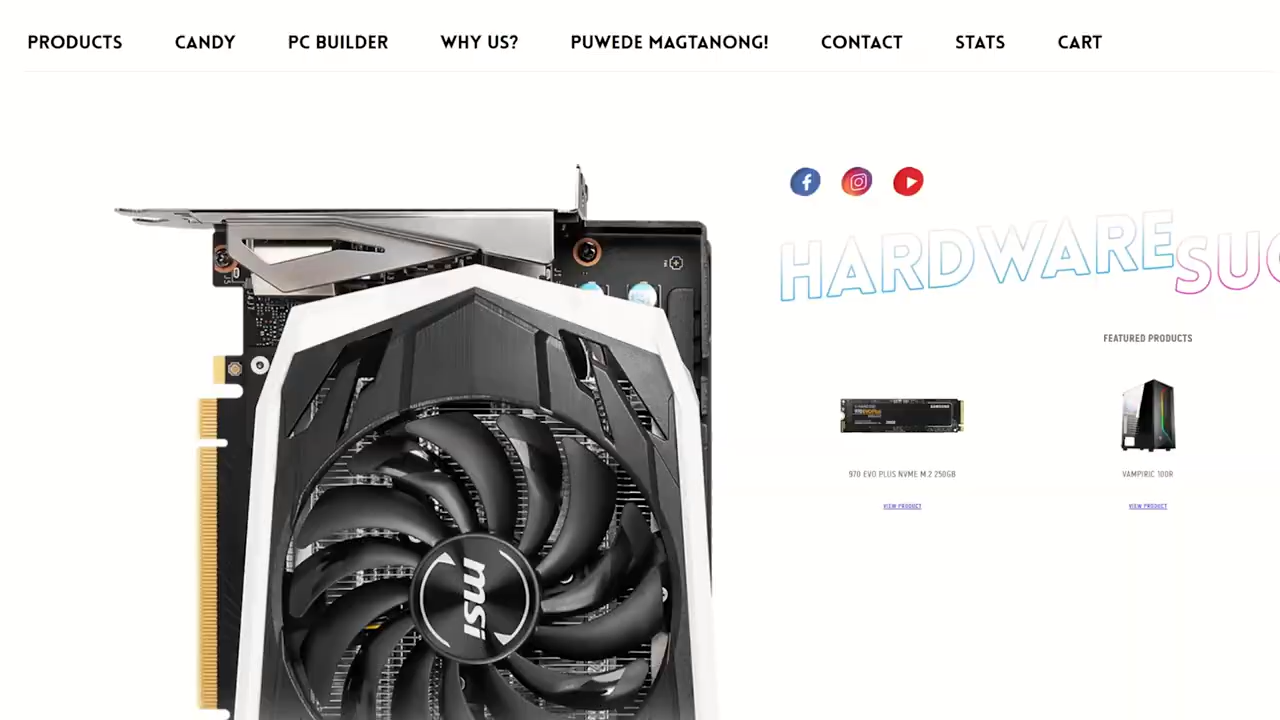 PRODUCTS CANDY PC BUILDER WHY US? PUWEDE MAGTANONG! CONTACT STATS CART
HARDWARE
FEATURED PRODUCTS
SAMSUNG
970 EVO PLUS NVME M.2 250GB
VAMPIRIC 100R
VIEW PRODUCT
VIEW PRODUCT
msi